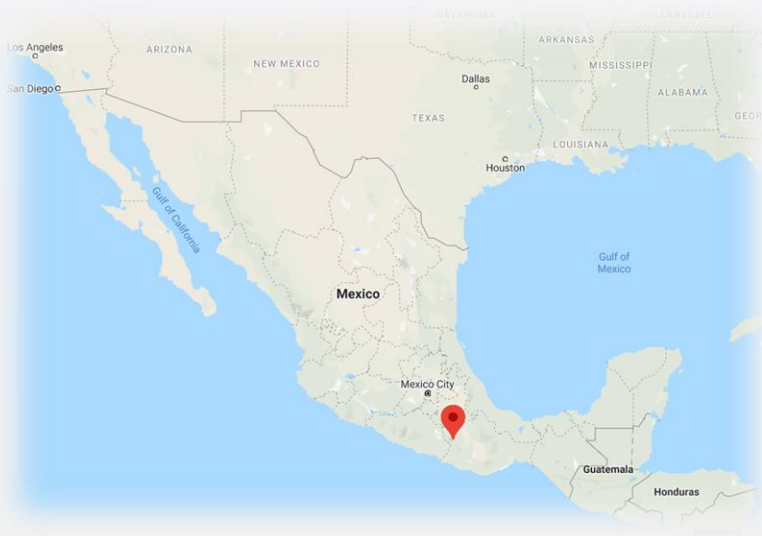 OKLAHOMA
TENNESSEE
Los Angeles
ARIZONA
ARKANSAS
NEW MEXICO
MISSISSIPPI
San Diego
Dallas
ALABAMA
TEXAS
GEOR
LOUISIANA
Houston
Gulf of California
Gulf of
Mexico
Mexico
Mexico City
Guatemala
Honduras